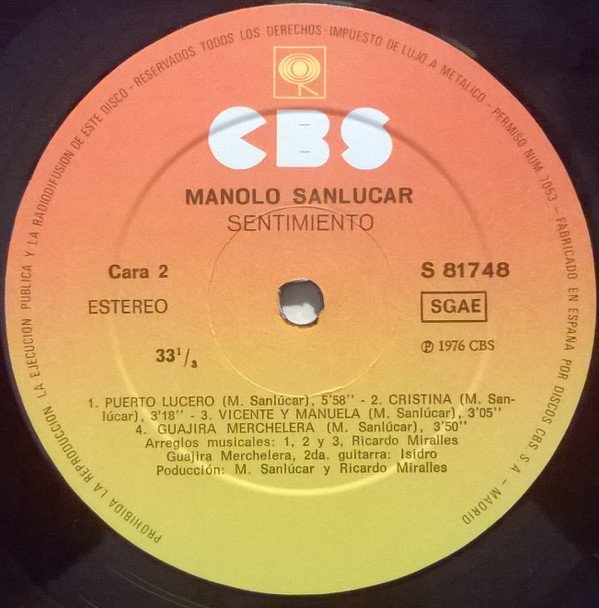 PROHIBIDA LA REPRODUCCIÓN LA EJECUCION PUBLICA Y LA RADIODIFUSION DE ESTE DISCO - RESERVADOS TODOS LOS DERECHOS - IMPUESTO DE LUJO A METALICO - PERMISO NUM. 7053 - FABRICADO EN ESPAÑA POR DISCOS CBS, S A - MADRID
CBS
MANOLO SANLUCAR
SENTIMIENTO
Cara 2
S 81748
ESTEREO
SGAE
℗ 1976 CBS
33¹/₃
1. PUERTO LUCERO (M. Sanlúcar), 5'58'' - 2. CRISTINA (M. San-
lúcar), 3'18'' - 3. VICENTE Y MANUELA (M. Sanlúcar), 3'05''
4. GUAJIRA MERCHELERA (M. Sanlúcar), 3'50''
Arreglos musicales: 1, 2 y 3, Ricardo Miralles
Guajira Merchelera, 2da. guitarra: Isidro
Poducción: M. Sanlúcar y Ricardo Miralles